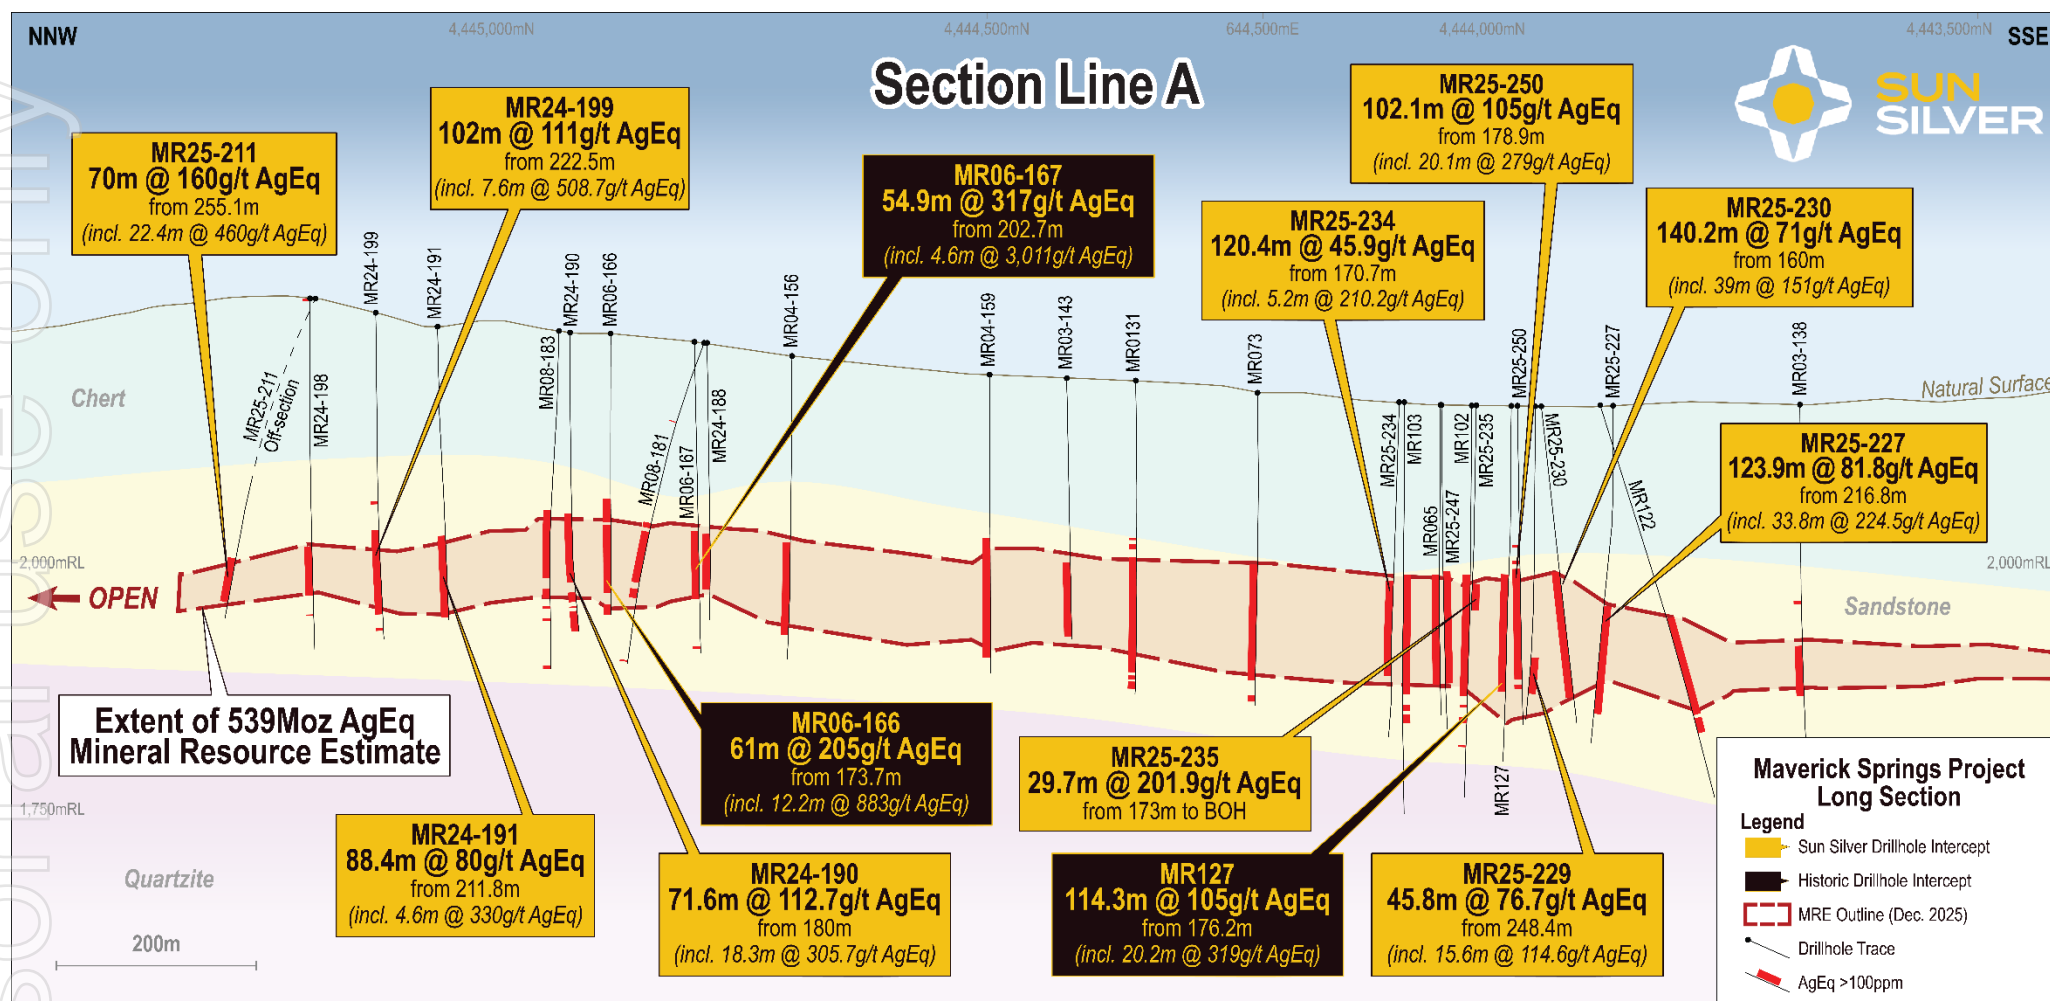 NNW
4,445,000mN
4,444,500mN
644,500mE
4,444,000mN
4,443,500mN
SSE
Section Line A
SUN
SILVER
MR25-211
70m @ 160g/t AgEq
from 255.1m
(incl. 22.4m @ 460g/t AgEq)
MR24-199
102m @ 111g/t AgEq
from 222.5m
(incl. 7.6m @ 508.7g/t AgEq)
MR06-167
54.9m @ 317g/t AgEq
from 202.7m
(incl. 4.6m @ 3,011g/t AgEq)
MR25-250
102.1m @ 105g/t AgEq
from 178.9m
(incl. 20.1m @ 279g/t AgEq)
MR25-234
120.4m @ 45.9g/t AgEq
from 170.7m
(incl. 5.2m @ 210.2g/t AgEq)
MR25-230
140.2m @ 71g/t AgEq
from 160m
(incl. 39m @ 151g/t AgEq)
MR25-227
123.9m @ 81.8g/t AgEq
from 216.8m
(incl. 33.8m @ 224.5g/t AgEq)
MR25-211
Off-section
MR24-198
MR24-199
MR24-191
MR08-183
MR24-190
MR06-166
MR08-181
MR06-167
MR24-188
MR04-156
MR04-159
MR03-143
MR0131
MR073
MR25-234
MR103
MR065
MR25-247
MR102
MR25-235
MR25-250
MR127
MR25-230
MR25-227
MR122
MR03-138
Natural Surface
Chert
2,000mRL
2,000mRL
OPEN
Sandstone
Extent of 539Moz AgEq
Mineral Resource Estimate
1,750mRL
Quartzite
200m
MR24-191
88.4m @ 80g/t AgEq
from 211.8m
(incl. 4.6m @ 330g/t AgEq)
MR06-166
61m @ 205g/t AgEq
from 173.7m
(incl. 12.2m @ 883g/t AgEq)
MR24-190
71.6m @ 112.7g/t AgEq
from 180m
(incl. 18.3m @ 305.7g/t AgEq)
MR25-235
29.7m @ 201.9g/t AgEq
from 173m to BOH
MR127
114.3m @ 105g/t AgEq
from 176.2m
(incl. 20.2m @ 319g/t AgEq)
MR25-229
45.8m @ 76.7g/t AgEq
from 248.4m
(incl. 15.6m @ 114.6g/t AgEq)
Maverick Springs Project
Long Section
Legend
Sun Silver Drillhole Intercept
Historic Drillhole Intercept
MRE Outline (Dec. 2025)
Drillhole Trace
AgEq >100ppm